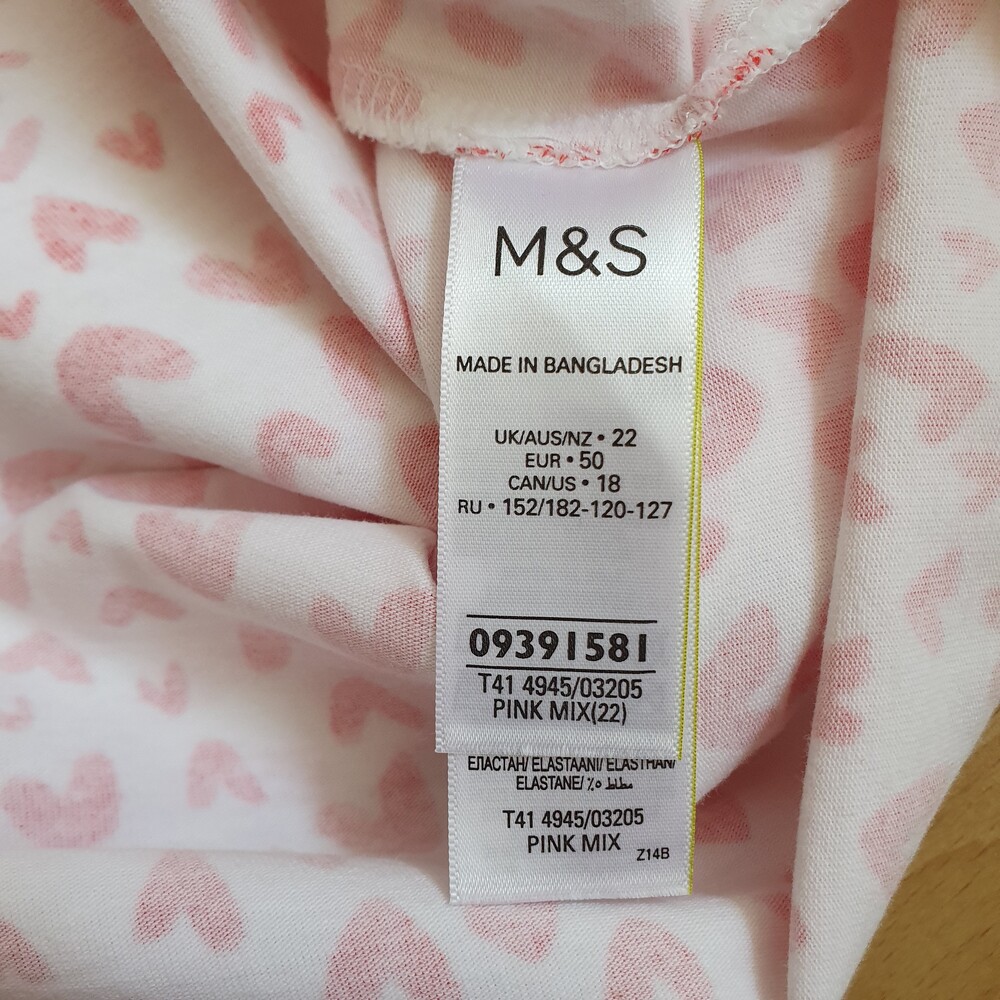 M&S
MADE IN BANGLADESH
UK/AUS/NZ • 22
EUR • 50
CAN/US • 18
RU • 152/182-120-127
09391581
T41 4945/03205
PINK MIX(22)
ЕЛАСТАН/ ELASTAANI/ ELASTHAN/
ELASTANE/ ٪٥ مطاط
T41 4945/03205
PINK MIX
Z14B